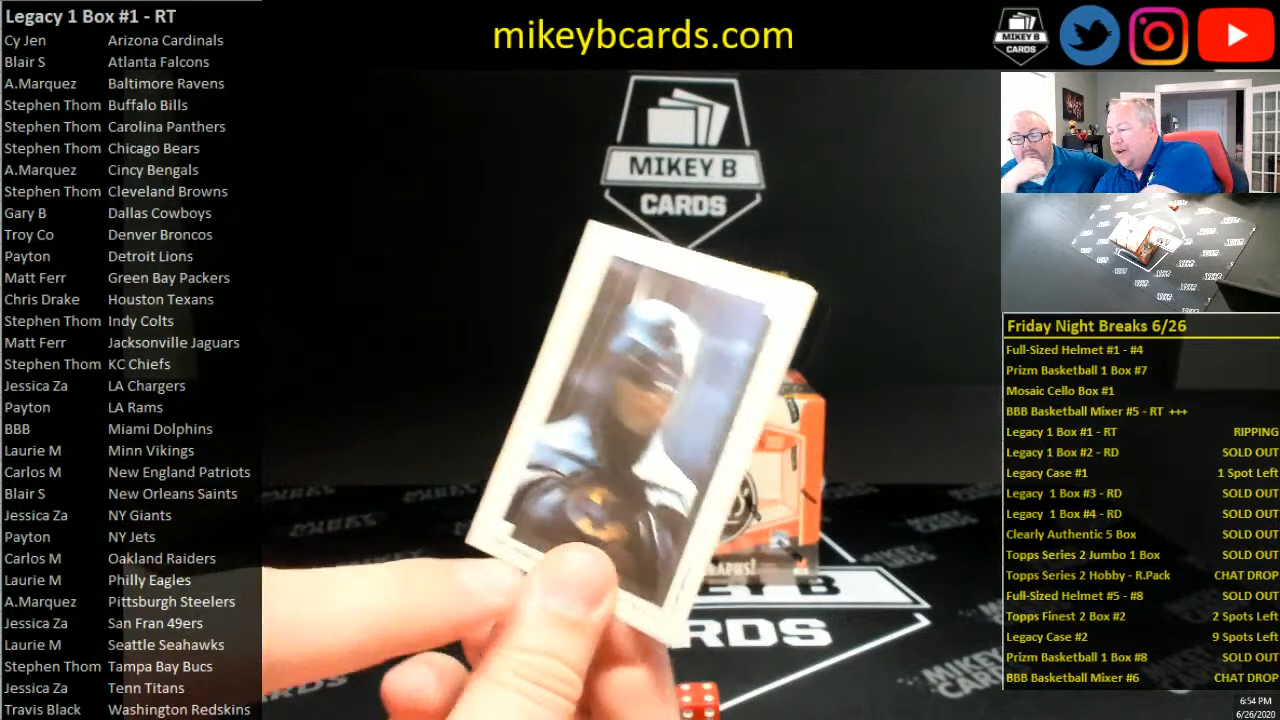 Legacy 1 Box #1 - RT
Cy Jen Arizona Cardinals
Blair S Atlanta Falcons
A.Marquez Baltimore Ravens
Stephen Thom Buffalo Bills
Stephen Thom Carolina Panthers
Stephen Thom Chicago Bears
A.Marquez Cincy Bengals
Stephen Thom Cleveland Browns
Gary B Dallas Cowboys
Troy Co Denver Broncos
Payton Detroit Lions
Matt Ferr Green Bay Packers
Chris Drake Houston Texans
Stephen Thom Indy Colts
Matt Ferr Jacksonville Jaguars
Stephen Thom KC Chiefs
Jessica Za LA Chargers
Payton LA Rams
BBB Miami Dolphins
Laurie M Minn Vikings
Carlos M New England Patriots
Blair S New Orleans Saints
Jessica Za NY Giants
Payton NY Jets
Carlos M Oakland Raiders
Laurie M Philly Eagles
A.Marquez Pittsburgh Steelers
Jessica Za San Fran 49ers
Laurie M Seattle Seahawks
Stephen Thom Tampa Bay Bucs
Jessica Za Tenn Titans
Travis Black Washington Redskins
mikeybcards.com
MIKEY B
CARDS
MIKEY B
CARDS
CARDS
Friday Night Breaks 6/26
Full-Sized Helmet #1 - #4
Prizm Basketball 1 Box #7
Mosaic Cello Box #1
BBB Basketball Mixer #5 - RT +++
Legacy 1 Box #1 - RT RIPPING
Legacy 1 Box #2 - RD SOLD OUT
Legacy Case #1 1 Spot Left
Legacy 1 Box #3 - RD SOLD OUT
Legacy 1 Box #4 - RD SOLD OUT
Clearly Authentic 5 Box SOLD OUT
Topps Series 2 Jumbo 1 Box SOLD OUT
Topps Series 2 Hobby - R.Pack CHAT DROP
Full-Sized Helmet #5 - #8 SOLD OUT
Topps Finest 2 Box #2 2 Spots Left
Legacy Case #2 9 Spots Left
Prizm Basketball 1 Box #8 SOLD OUT
BBB Basketball Mixer #6 CHAT DROP
6:54 PM
6/26/2020